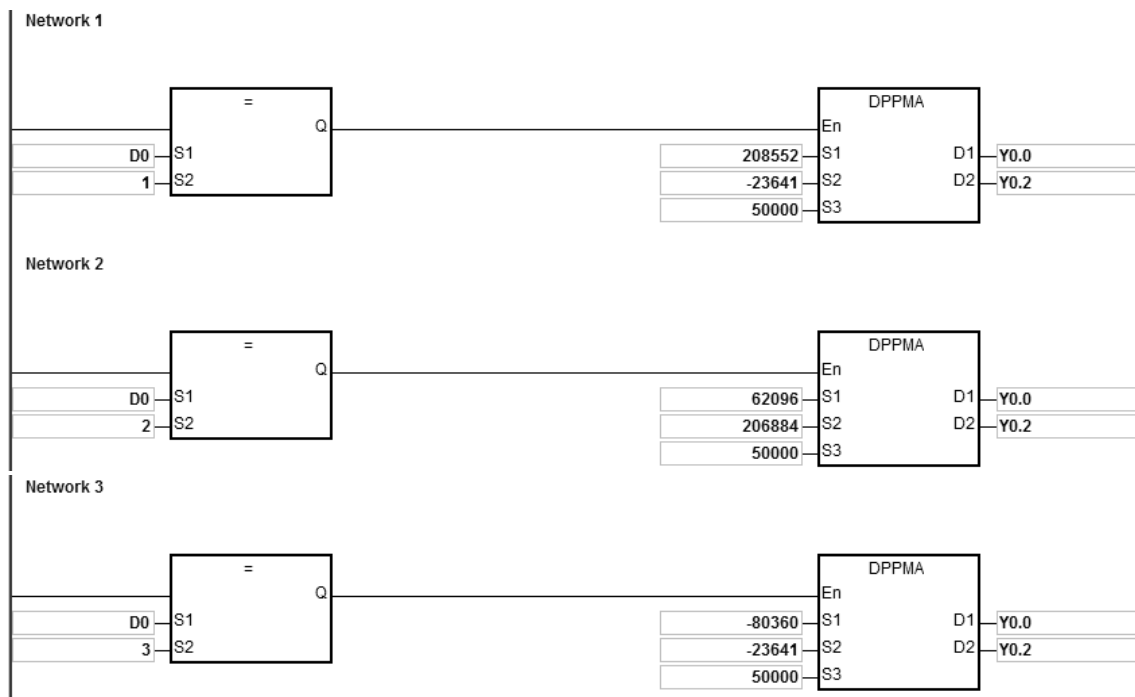 Network 1
= DPPMA
Q En
D0 S1 208552 S1 D1 Y0.0
1 S2 -23641 S2 D2 Y0.2
50000 S3
Network 2
= DPPMA
Q En
D0 S1 62096 S1 D1 Y0.0
2 S2 206884 S2 D2 Y0.2
50000 S3
Network 3
= DPPMA
Q En
D0 S1 -80360 S1 D1 Y0.0
3 S2 -23641 S2 D2 Y0.2
50000 S3